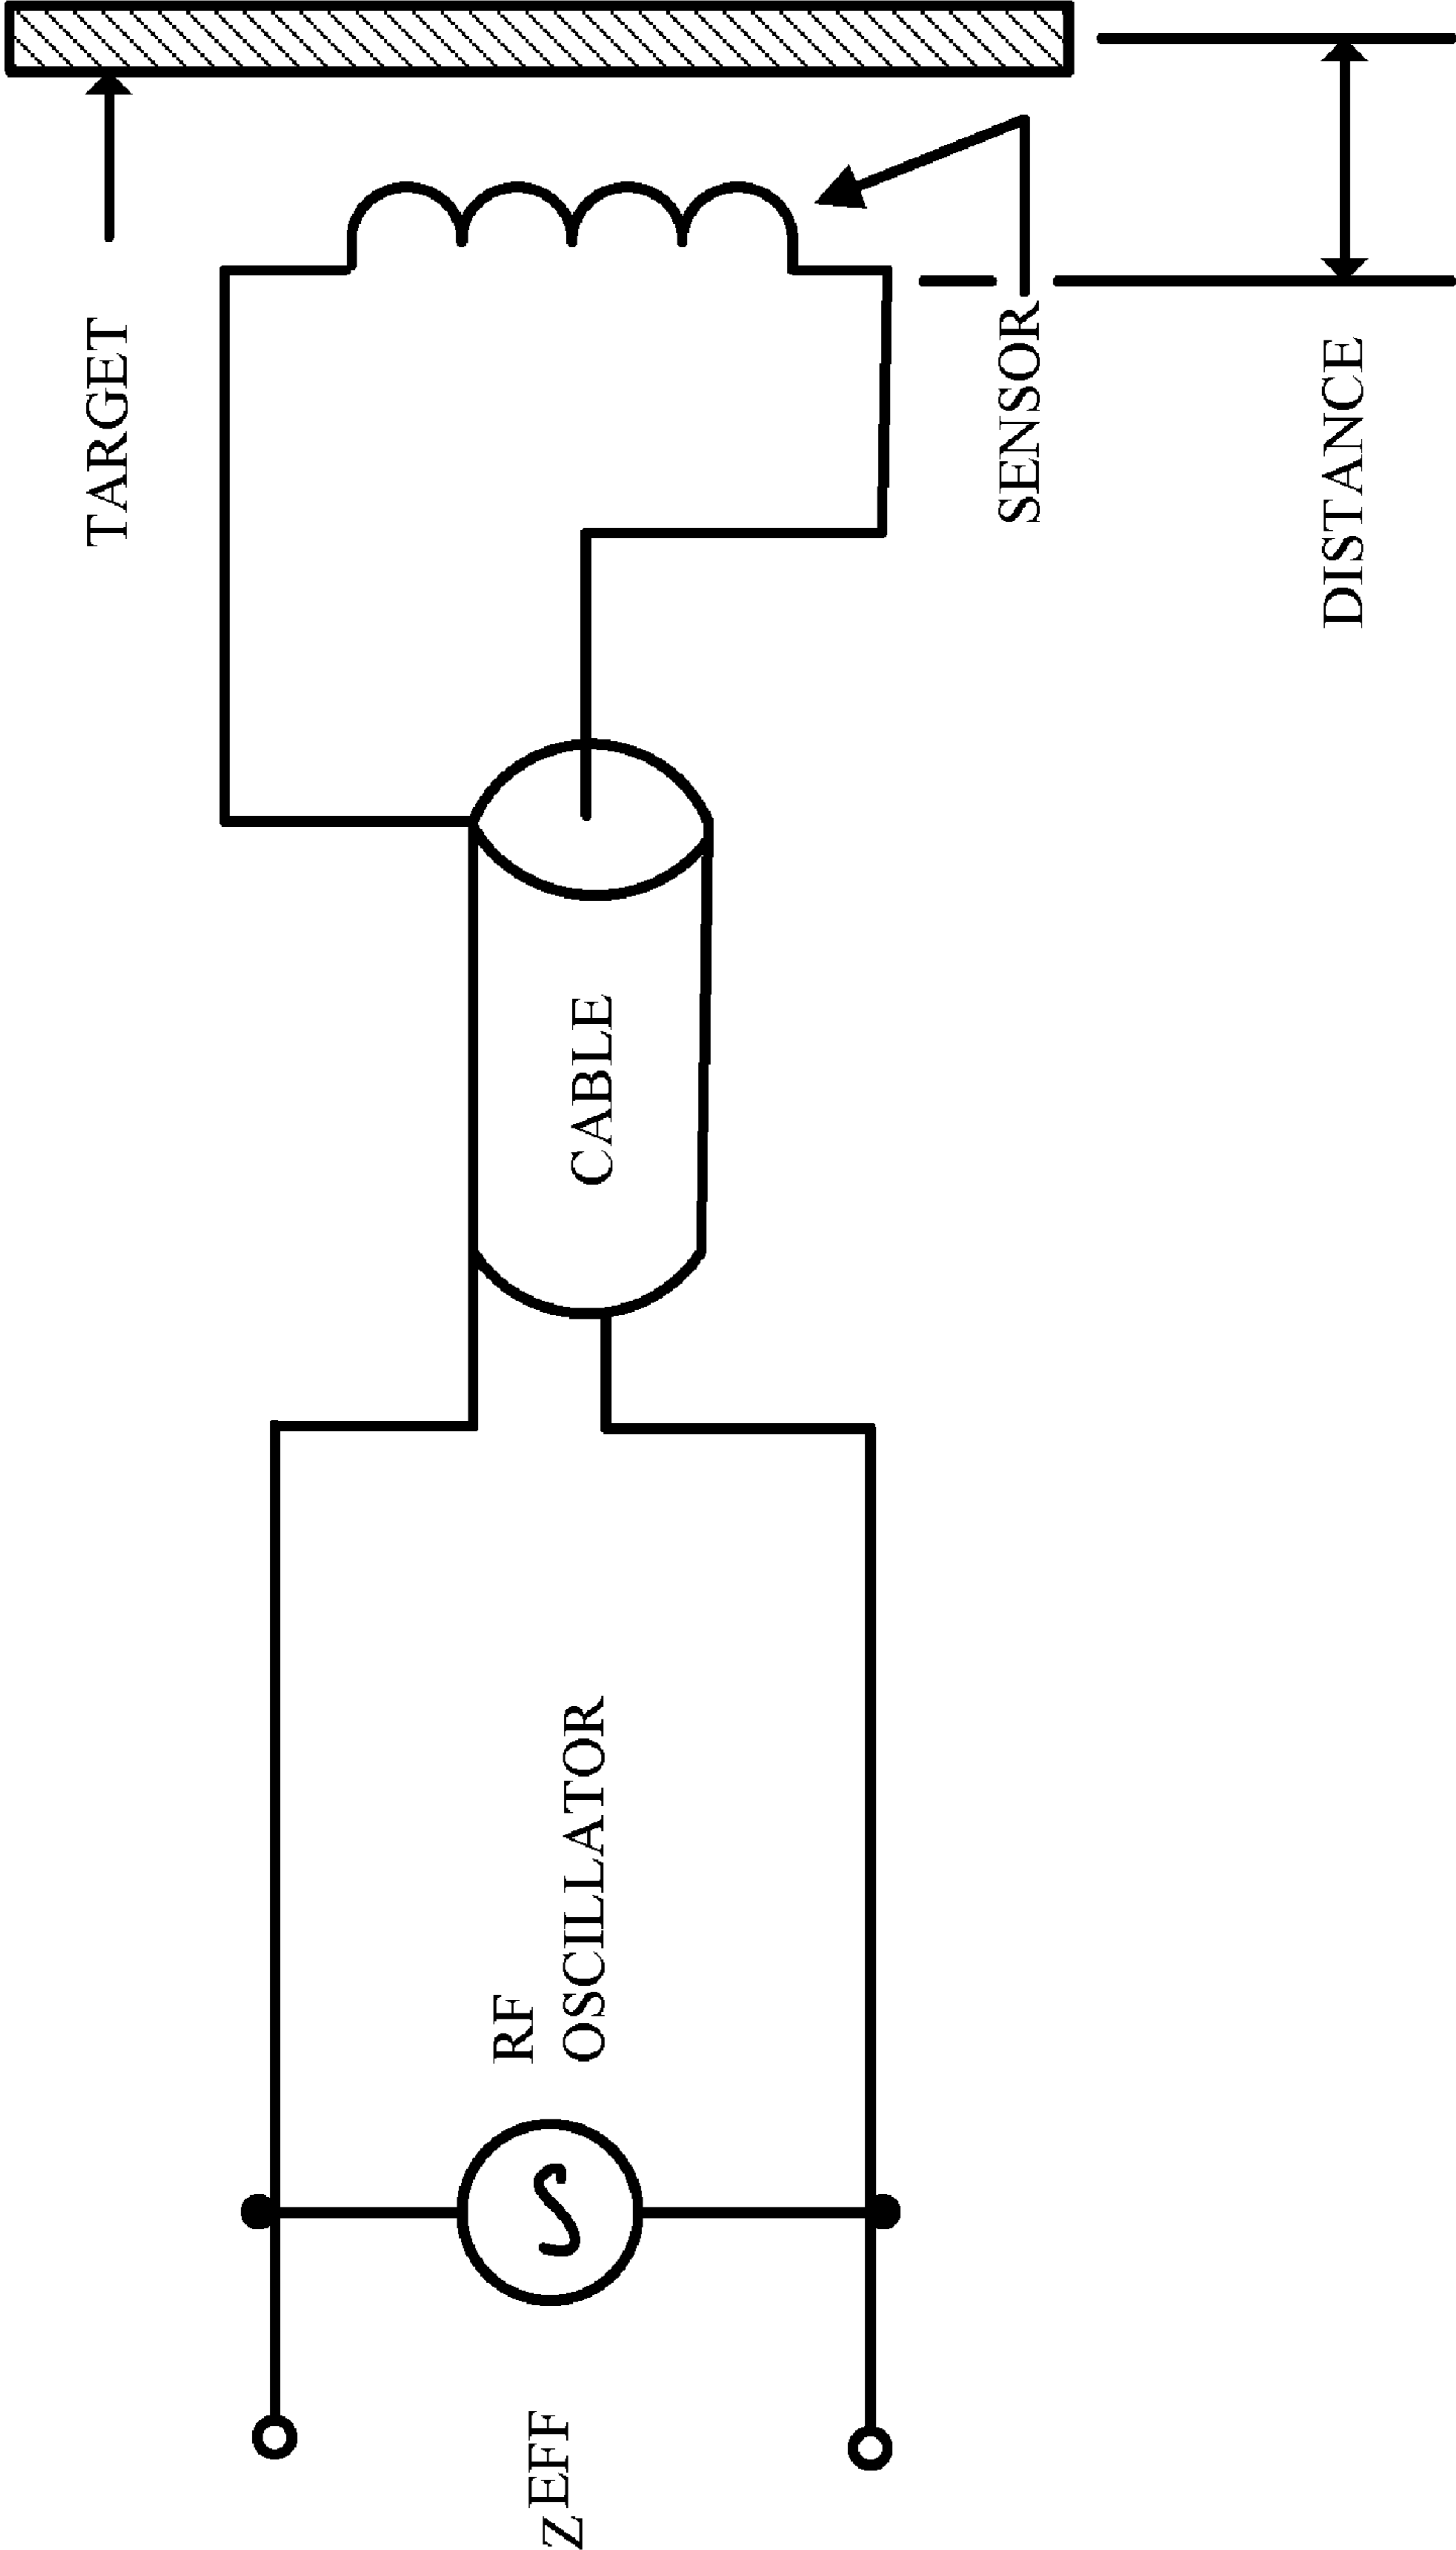 TARGET
SENSOR
DISTANCE
CABLE
RF
OSCILLATOR
ZEFF